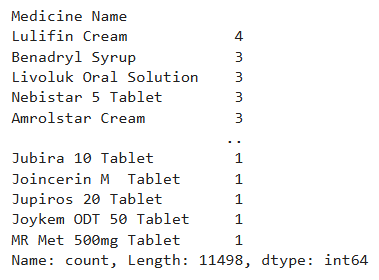 Medicine Name
Lulifin Cream 4
Benadryl Syrup 3
Livoluk Oral Solution 3
Nebistar 5 Tablet 3
Amrolstar Cream 3
..
Jubira 10 Tablet 1
Joincerin M  Tablet 1
Jupiros 20 Tablet 1
Joykem ODT 50 Tablet 1
MR Met 500mg Tablet 1
Name: count, Length: 11498, dtype: int64